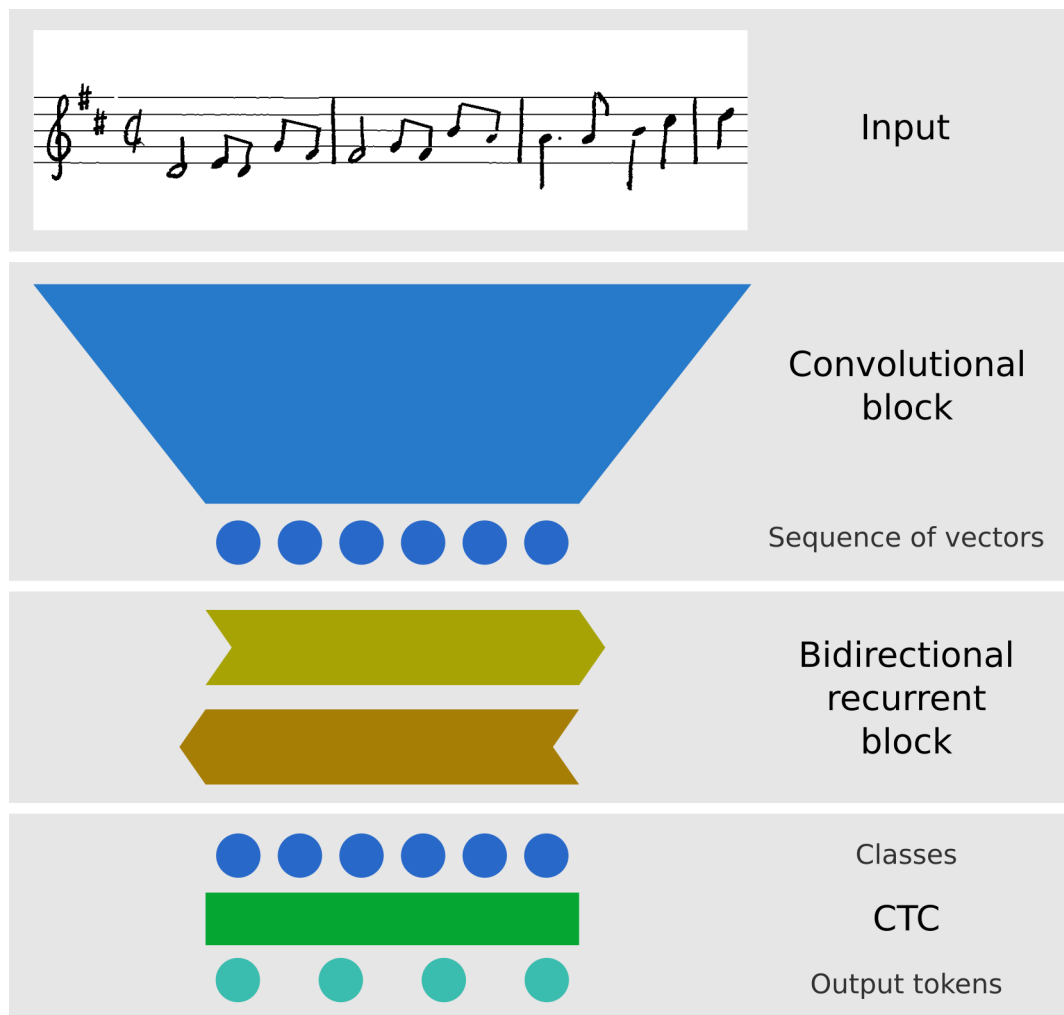 Input
Convolutional
block
Sequence of vectors
Bidirectional
recurrent
block
Classes
CTC
Output tokens